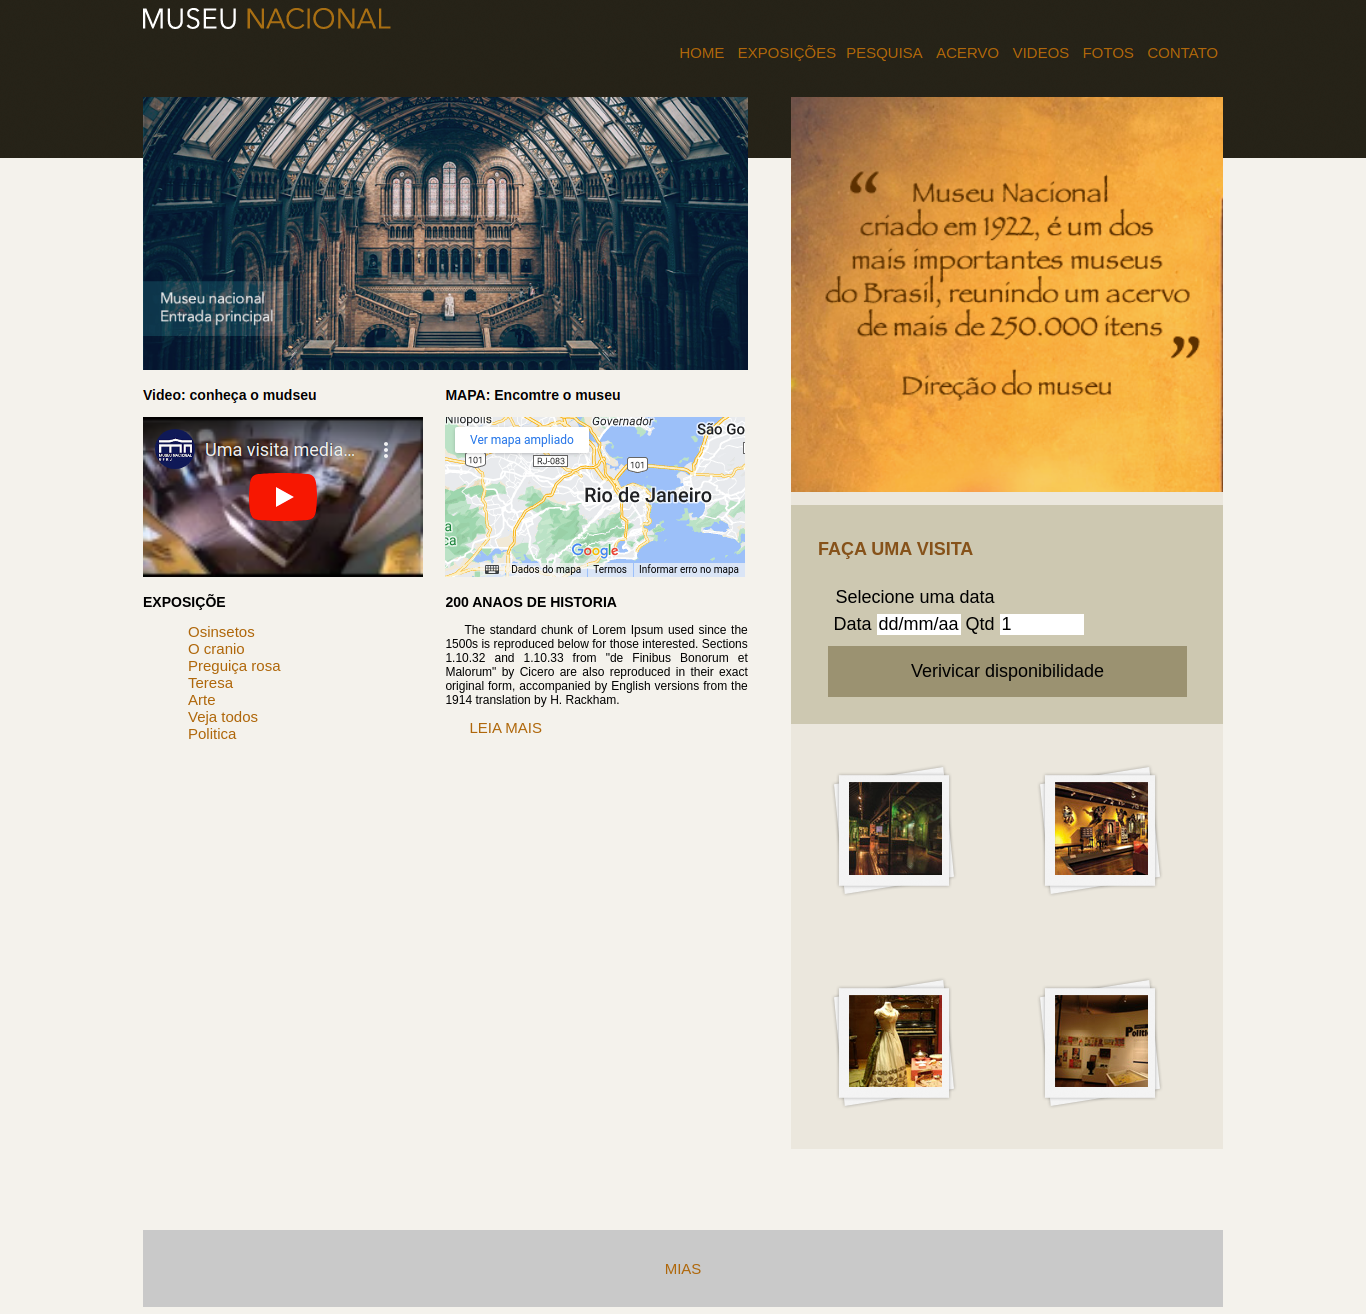 MUSEU NACIONAL
HOME EXPOSIÇÕES PESQUISA ACERVO VIDEOS FOTOS CONTATO
Museu nacional
Entrada principal
“ Museu Nacional
criado em 1922, é um dos
mais importantes museus
do Brasil, reunindo um acervo
de mais de 250.000 itens ”
Direção do museu
Video: conheça o mudseu
MUSEU NACIONAL
Uma visita media...
MAPA: Encomtre o museu
Nilópolis
Governador
São Go
Ver mapa ampliado
101
RJ-083
101
Rio de Janeiro
Google
Dados do mapa
Termos
Informar erro no mapa
EXPOSIÇÕE
Osinsetos
O cranio
Preguiça rosa
Teresa
Arte
Veja todos
Politica
200 ANAOS DE HISTORIA
The standard chunk of Lorem Ipsum used since the
1500s is reproduced below for those interested. Sections
1.10.32 and 1.10.33 from "de Finibus Bonorum et
Malorum" by Cicero are also reproduced in their exact
original form, accompanied by English versions from the
1914 translation by H. Rackham.
LEIA MAIS
FAÇA UMA VISITA
Selecione uma data
Data dd/mm/aa Qtd 1
Verivicar disponibilidade
MIAS